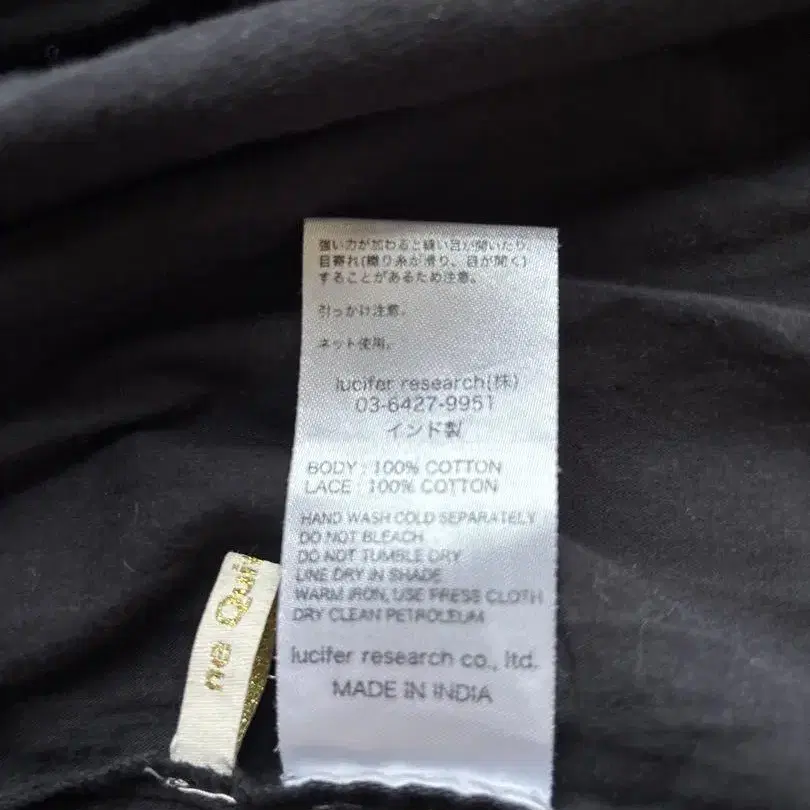 強い力が加わると縫い目が開いたり、
目寄れ(織り糸が滑り、目が開く)
することがあるため注意。
引っかけ注意。
ネット使用。
lucifer research(株)
03-6427-9951
インド製
BODY : 100% COTTON
LACE : 100% COTTON
HAND WASH COLD SEPARATELY
DO NOT BLEACH
DO NOT TUMBLE DRY
LINE DRY IN SHADE
WARM IRON, USE PRESS CLOTH
DRY CLEAN PETROLEUM
lucifer research co., ltd.
MADE IN INDIA